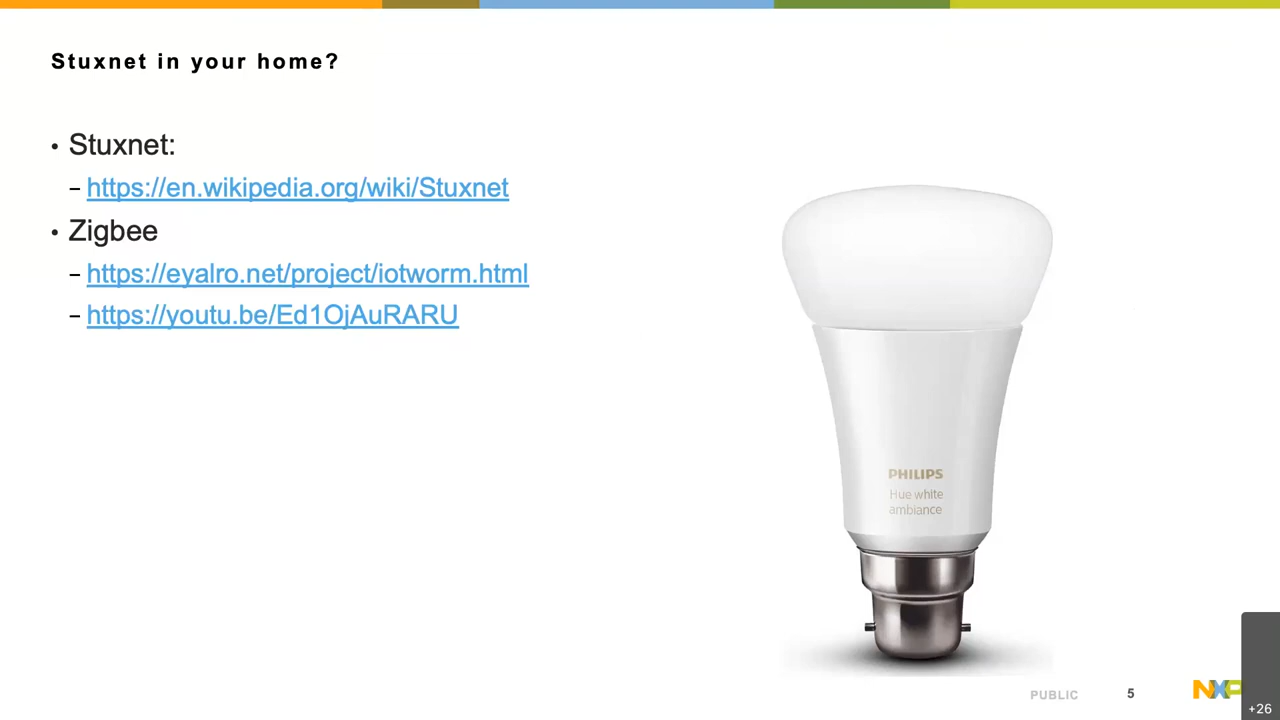 Stuxnet in your home?
• Stuxnet:
– https://en.wikipedia.org/wiki/Stuxnet
• Zigbee
– https://eyalro.net/project/iotworm.html
– https://youtu.be/Ed1OjAuRARU
PHILIPS
Hue white
ambiance
PUBLIC
5
NXP
+26